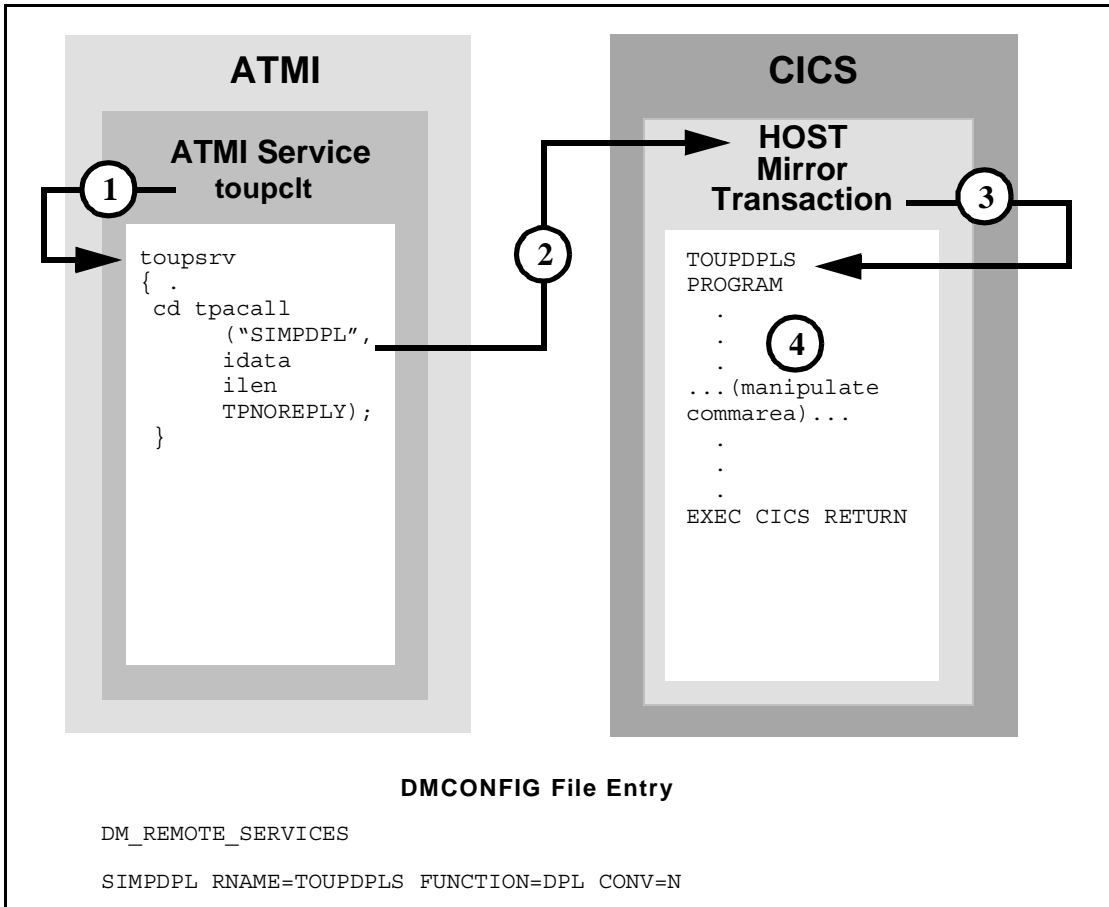 ATMI
ATMI Service
toupclt
1
toupsrv
{ .
cd tpacall
(“SIMPDPL”,
idata
ilen
TPNOREPLY);
}
2
CICS
HOST
Mirror
Transaction
3
TOUPDPLS
PROGRAM
.
.
.
4
...(manipulate
commarea)...
.
.
.
EXEC CICS RETURN
DMCONFIG File Entry
DM_REMOTE_SERVICES
SIMPDPL RNAME=TOUPDPLS FUNCTION=DPL CONV=N